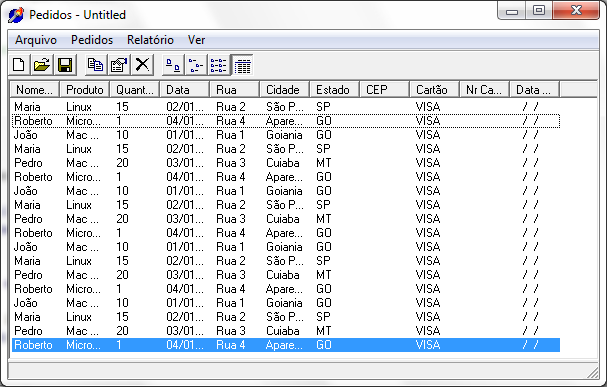 Pedidos - Untitled
Arquivo Pedidos Relatório Ver
Nome... Produto Quant... Data Rua Cidade Estado CEP Cartão Nr Ca... Data ...
Maria Linux 15 02/01... Rua 2 São P... SP VISA / /
Roberto Micro... 1 04/01... Rua 4 Apare... GO VISA / /
João Mac ... 10 01/01... Rua 1 Goiania GO VISA / /
Maria Linux 15 02/01... Rua 2 São P... SP VISA / /
Pedro Mac ... 20 03/01... Rua 3 Cuiaba MT VISA / /
Roberto Micro... 1 04/01... Rua 4 Apare... GO VISA / /
João Mac ... 10 01/01... Rua 1 Goiania GO VISA / /
Maria Linux 15 02/01... Rua 2 São P... SP VISA / /
Pedro Mac ... 20 03/01... Rua 3 Cuiaba MT VISA / /
Roberto Micro... 1 04/01... Rua 4 Apare... GO VISA / /
João Mac ... 10 01/01... Rua 1 Goiania GO VISA / /
Maria Linux 15 02/01... Rua 2 São P... SP VISA / /
Pedro Mac ... 20 03/01... Rua 3 Cuiaba MT VISA / /
Roberto Micro... 1 04/01... Rua 4 Apare... GO VISA / /
João Mac ... 10 01/01... Rua 1 Goiania GO VISA / /
Maria Linux 15 02/01... Rua 2 São P... SP VISA / /
Pedro Mac ... 20 03/01... Rua 3 Cuiaba MT VISA / /
Roberto Micro... 1 04/01... Rua 4 Apare... GO VISA / /